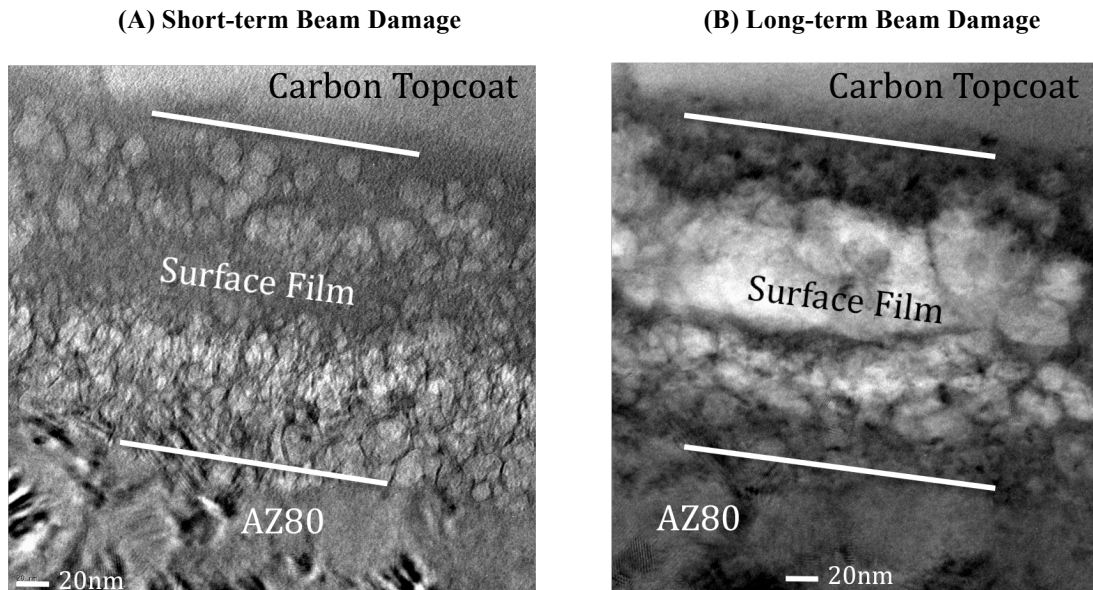 (A) Short-term Beam Damage
(B) Long-term Beam Damage
Carbon Topcoat
Surface Film
AZ80
20nm
Carbon Topcoat
Surface Film
AZ80
20nm